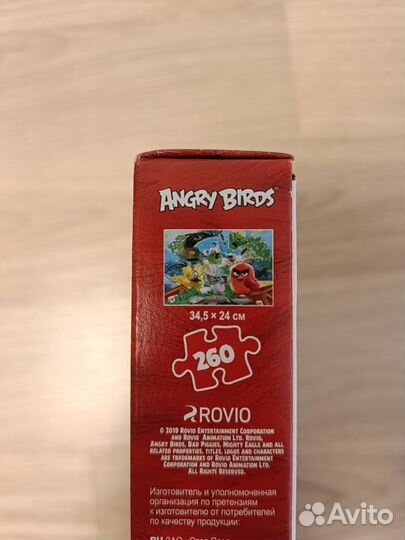 ANGRY BIRDS
34,5 × 24 см
260
ROVIO
© 2019 ROVIO ENTERTAINMENT CORPORATION
AND ROVIO ANIMATION LTD. ROVIO,
ANGRY BIRDS, BAD PIGGIES, MIGHTY EAGLE AND ALL
RELATED PROPERTIES, TITLES, LOGOS AND CHARACTERS
ARE TRADEMARKS OF ROVIO ENTERTAINMENT
CORPORATION AND ROVIO ANIMATION LTD.
ALL RIGHTS RESERVED.
Изготовитель и уполномоченная
организация по претензиям
к изготовителю от потребителей
по качеству продукции:
Avito